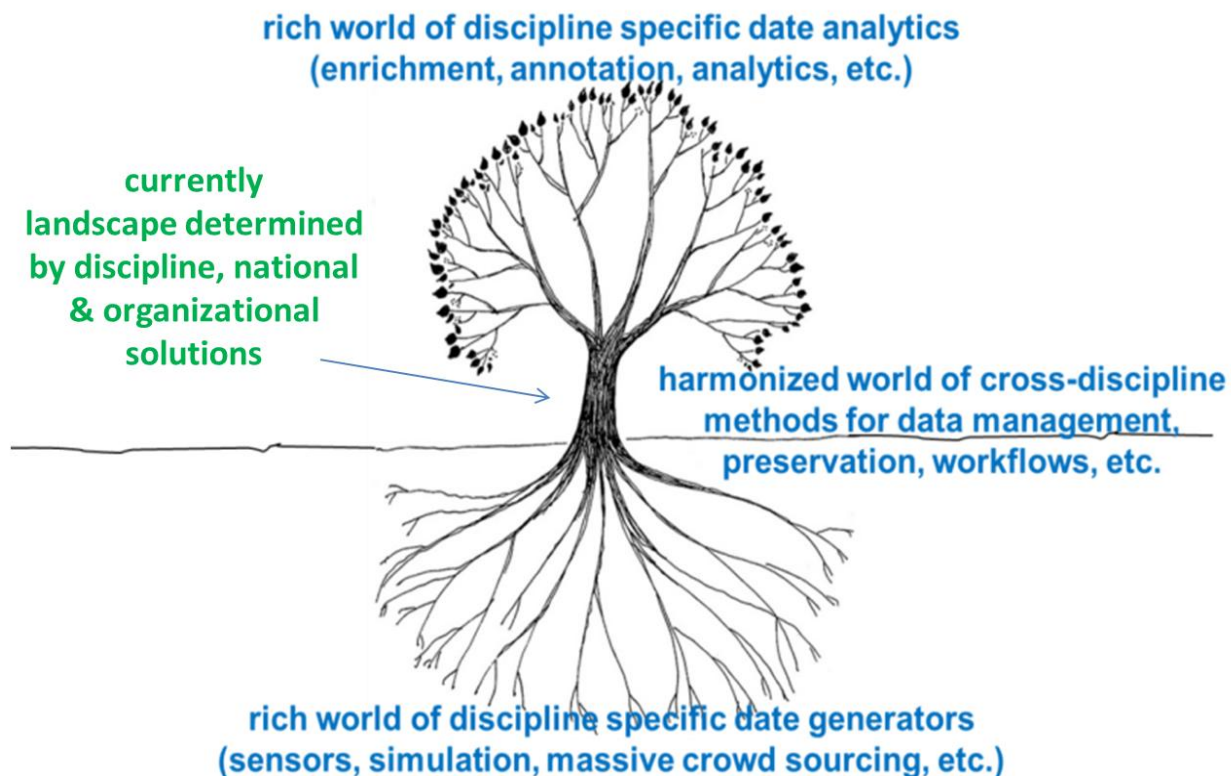 rich world of discipline specific date analytics
(enrichment, annotation, analytics, etc.)
currently
landscape determined
by discipline, national
& organizational
solutions
harmonized world of cross-discipline
methods for data management,
preservation, workflows, etc.
rich world of discipline specific date generators
(sensors, simulation, massive crowd sourcing, etc.)